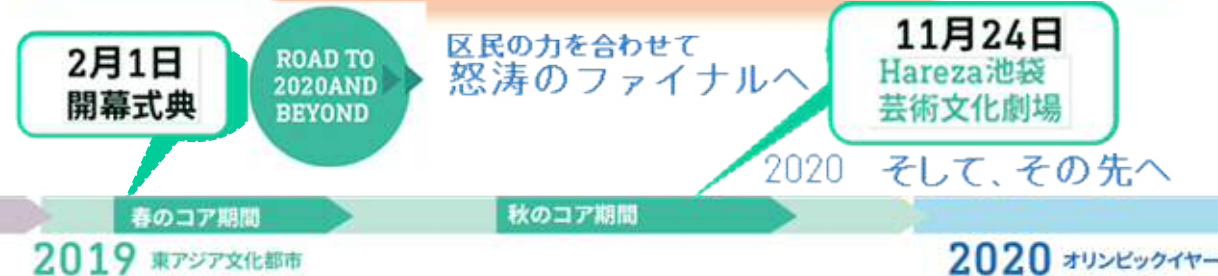 2月1日
開幕式典
ROAD TO
2020AND
BEYOND
区民の力を合わせて
怒涛のファイナルへ
11月24日
Hareza池袋
芸術文化劇場
2020 そして、その先へ
春のコア期間
秋のコア期間
2019 東アジア文化都市
2020 オリンピックイヤー